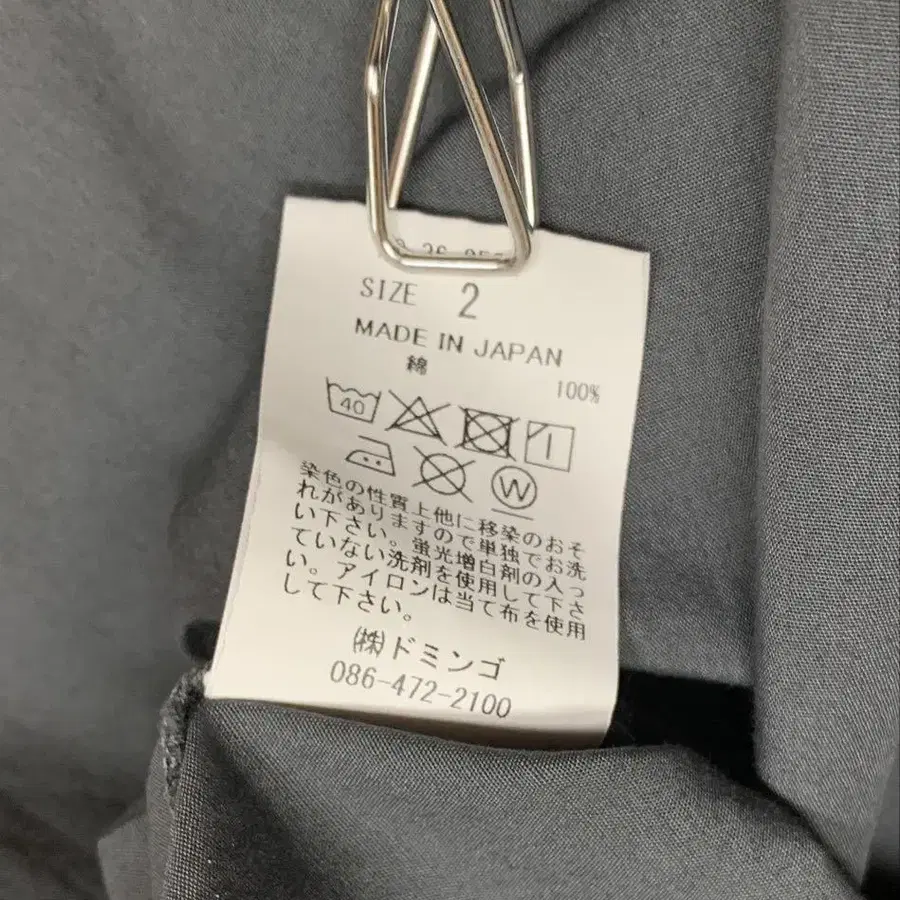 SIZE 2
MADE IN JAPAN
綿 100%
40
W
染色の性質上他に移染のおそ
れがありますので単独でお洗
い下さい。蛍光増白剤の入っ
ていない洗剤を使用して下さ
い。アイロンは当て布を使用
して下さい。
㈱ドミンゴ
086-472-2100